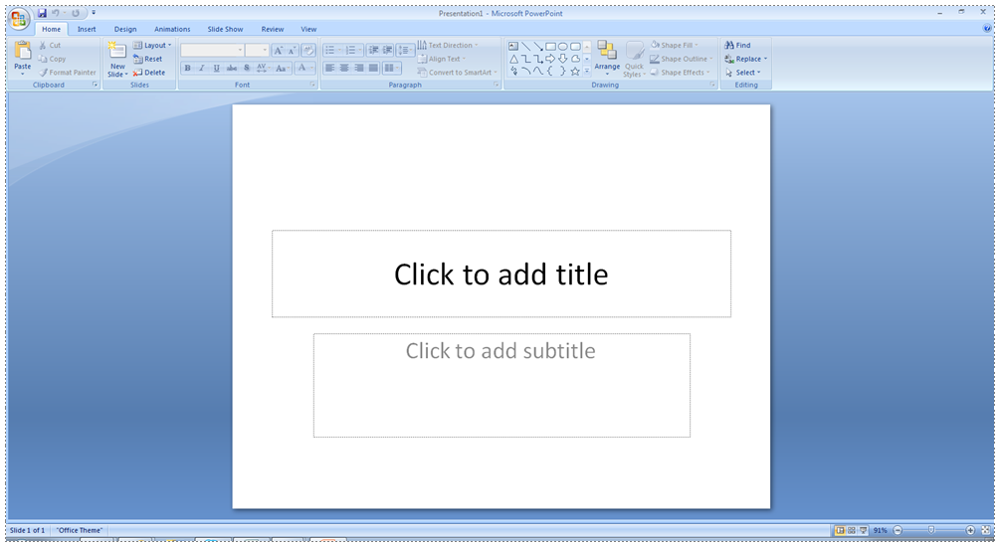 Presentation1 - Microsoft PowerPoint
Home Insert Design Animations Slide Show Review View
Cut Layout Text Direction Shape Fill Find
Copy Reset Align Text Shape Outline Replace
Paste Format Painter New Slide Delete B I U abe S AV Aa A Convert to SmartArt Arrange Quick Styles Shape Effects Select
Clipboard Slides Font Paragraph Drawing Editing
Click to add title
Click to add subtitle
Slide 1 of 1 "Office Theme" 91%